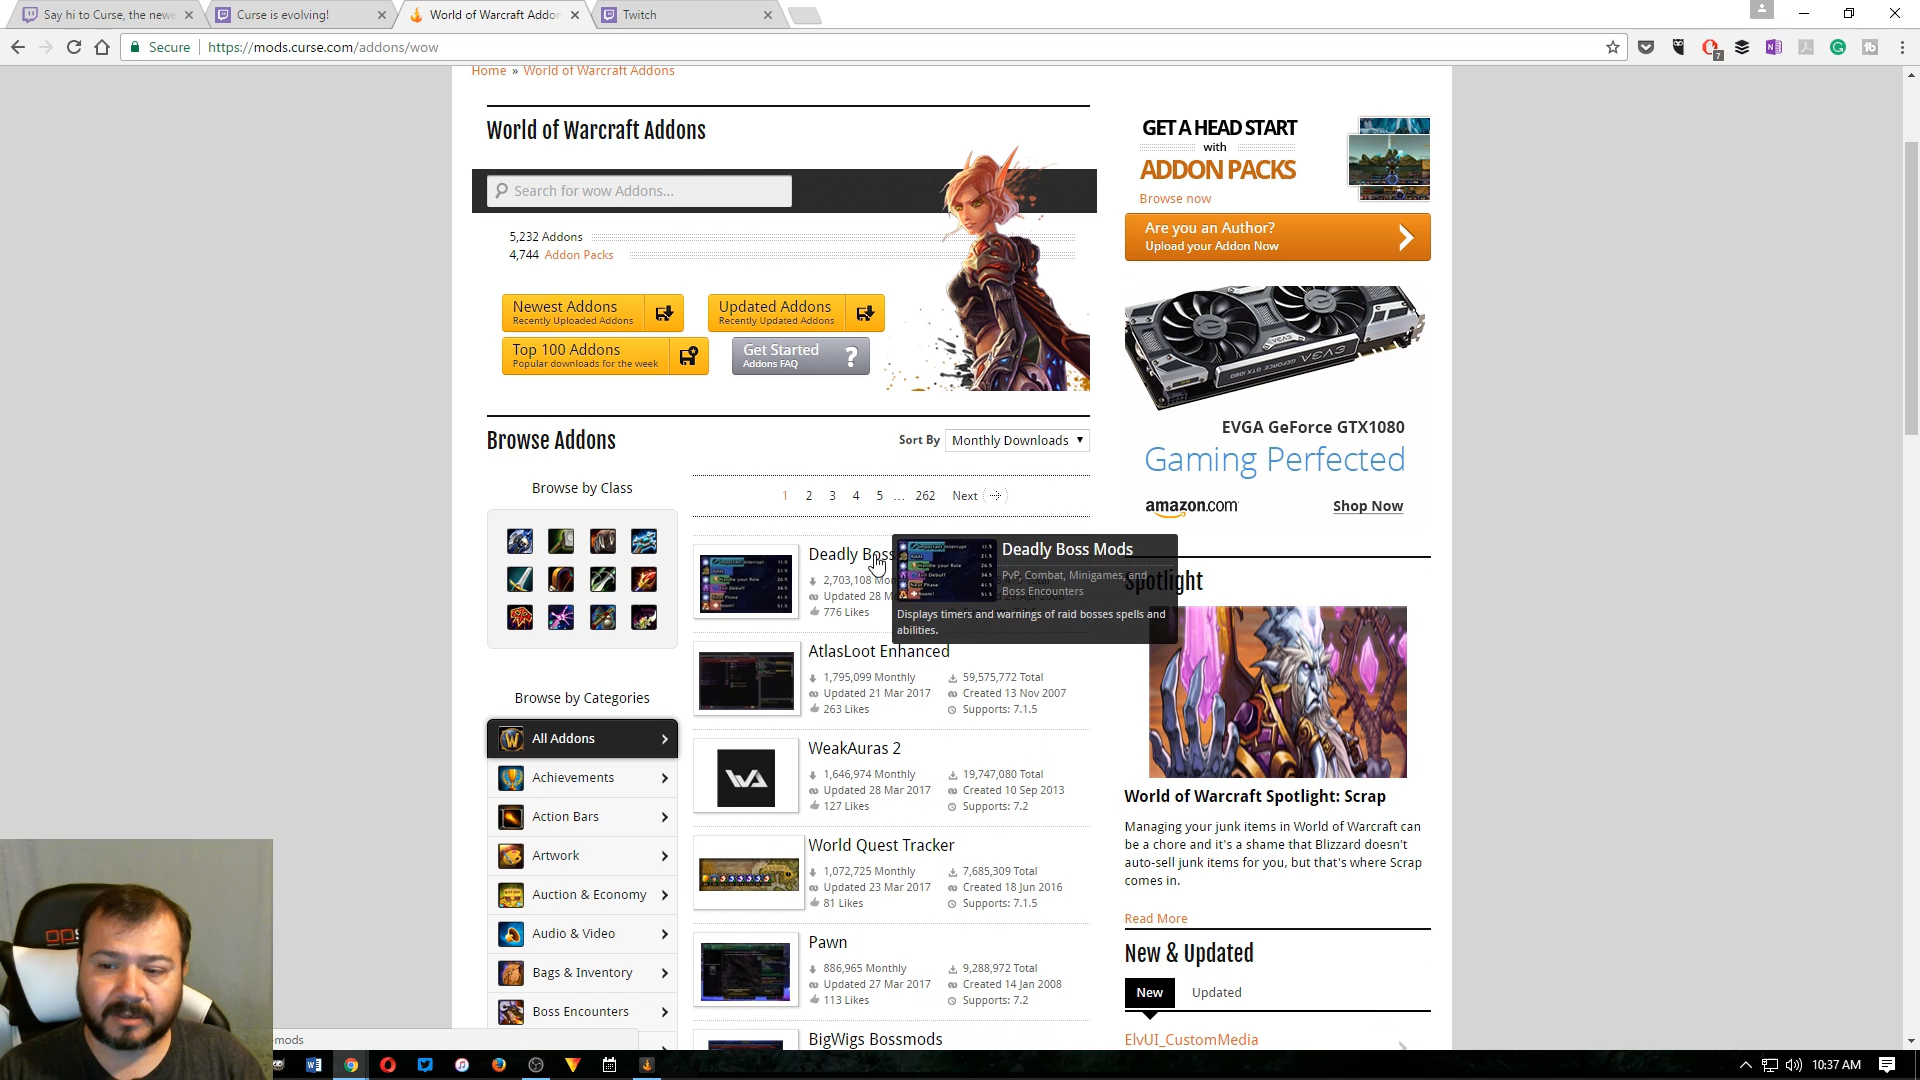 Say hi to Curse, the newe
Curse is evolving!
World of Warcraft Addon
Twitch
Secure
https://mods.curse.com/addons/wow
7
Home » World of Warcraft Addons
World of Warcraft Addons
Search for wow Addons...
5,232 Addons
4,744 Addon Packs
Newest Addons
Recently Uploaded Addons
Updated Addons
Recently Updated Addons
Top 100 Addons
Popular downloads for the week
Get Started
Addons FAQ
?
GET A HEAD START
with
ADDON PACKS
Browse now
Are you an Author?
Upload your Addon Now
EVGA GEFORCE GTX 1080
EVGA GeForce GTX1080
Gaming Perfected
amazon.com
Shop Now
Browse Addons
Sort By
Monthly Downloads
Browse by Class
1 2 3 4 5 ... 262 Next
Deadly Boss
2,703,108 Mon
Updated 28 M
776 Likes
Deadly Boss Mods
PvP, Combat, Minigames, and
Boss Encounters
Displays timers and warnings of raid bosses spells and
abilities.
AtlasLoot Enhanced
1,795,099 Monthly
59,575,772 Total
Updated 21 Mar 2017
Created 13 Nov 2007
263 Likes
Supports: 7.1.5
WeakAuras 2
1,646,974 Monthly
19,747,080 Total
Updated 28 Mar 2017
Created 10 Sep 2013
127 Likes
Supports: 7.2
World Quest Tracker
1,072,725 Monthly
7,685,309 Total
Updated 23 Mar 2017
Created 18 Jun 2016
81 Likes
Supports: 7.1.5
Pawn
886,965 Monthly
9,288,972 Total
Updated 27 Mar 2017
Created 14 Jan 2008
113 Likes
Supports: 7.2
BigWigs Bossmods
Browse by Categories
All Addons
Achievements
Action Bars
Artwork
Auction & Economy
Audio & Video
Bags & Inventory
Boss Encounters
Spotlight
World of Warcraft Spotlight: Scrap
Managing your junk items in World of Warcraft can
be a chore and it's a shame that Blizzard doesn't
auto-sell junk items for you, but that's where Scrap
comes in.
Read More
New & Updated
New
Updated
ElvUI_CustomMedia
-boss-mods
10:37 AM